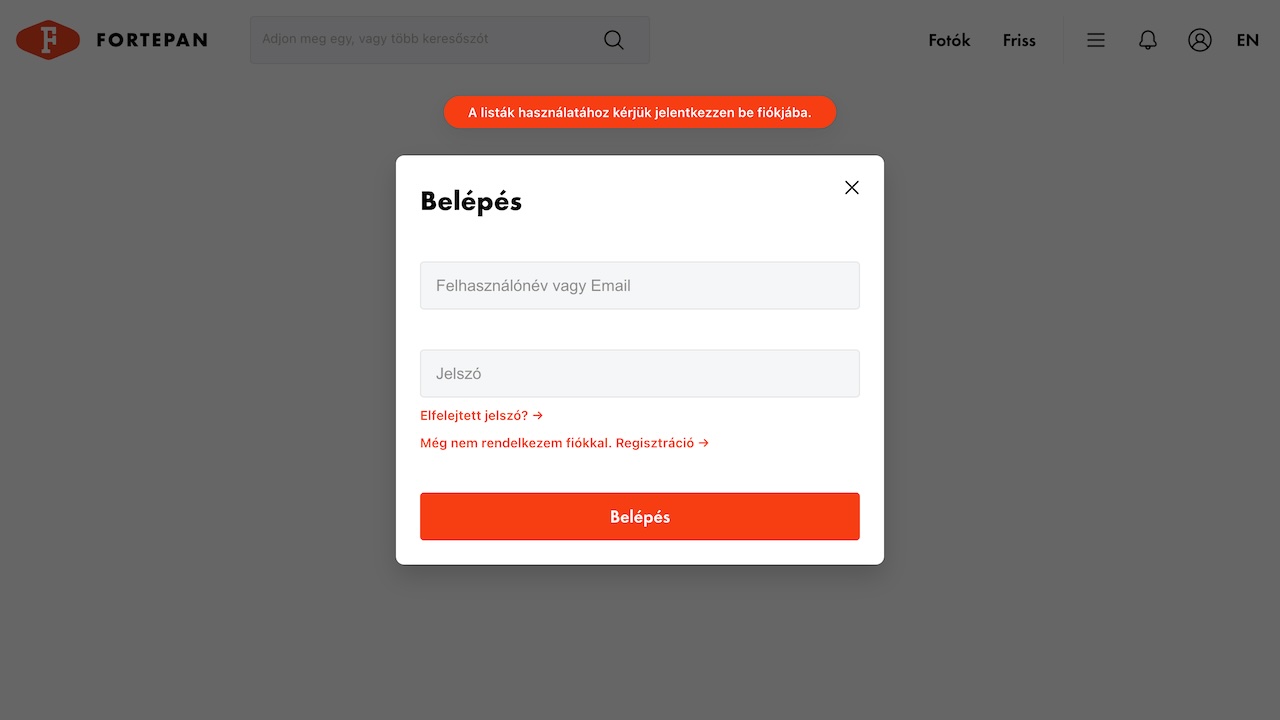 FORTEPAN
Adjon meg egy, vagy több keresőszót
Fotók
Friss
EN
A listák használatához kérjük jelentkezzen be fiókjába.
Belépés
Felhasználónév vagy Email
Jelszó
Elfelejtett jelszó? →
Még nem rendelkezem fiókkal. Regisztráció →
Belépés